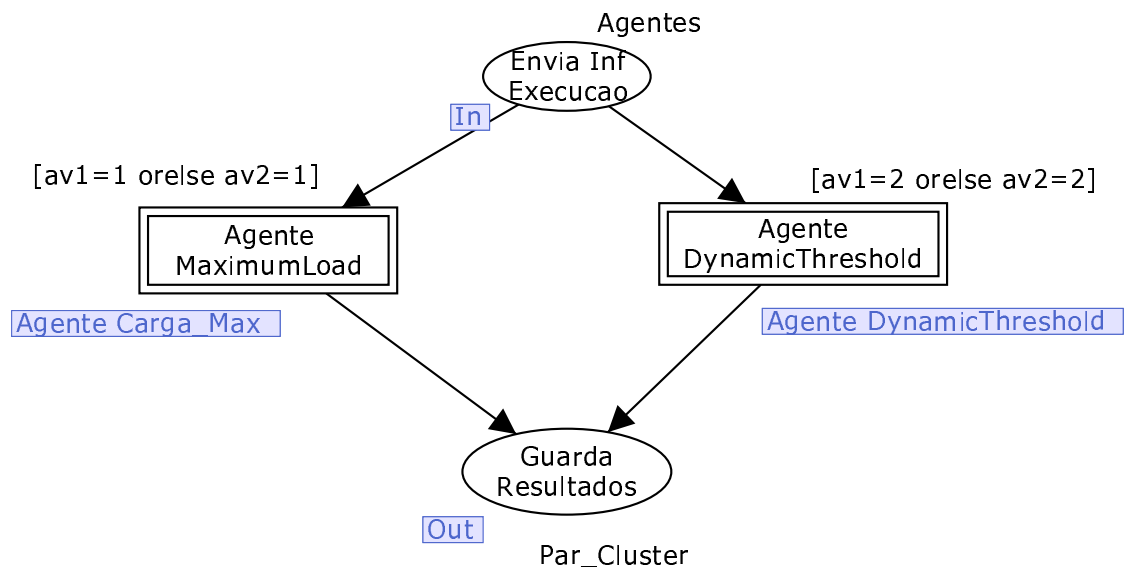 Agentes
Envia Inf
Execucao
In
[av1=1 orelse av2=1]
[av1=2 orelse av2=2]
Agente
MaximumLoad
Agente
DynamicThreshold
Agente Carga_Max
Agente DynamicThreshold
Guarda
Resultados
Out
Par_Cluster